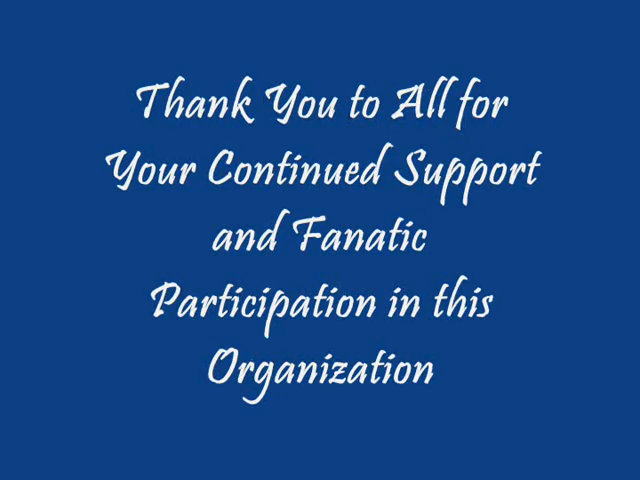 Thank You to All for
Your Continued Support
and Fanatic
Participation in this
Organization